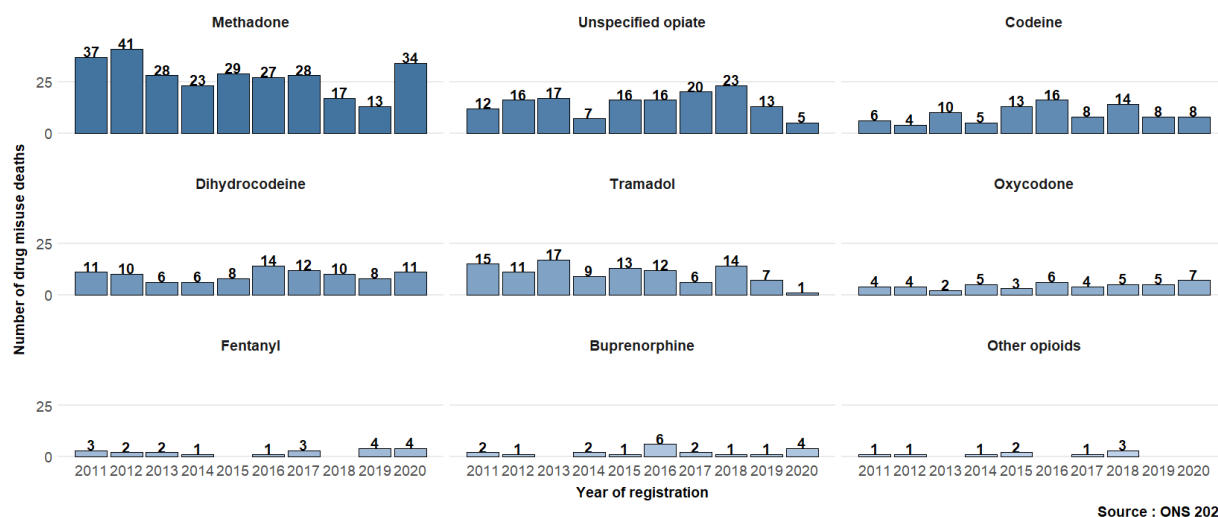 Methadone Unspecified opiate Codeine
37 41 28 23 29 27 28 17 13 34
12 16 17 7 16 16 20 23 13 5
6 4 10 5 13 16 8 14 8 8
25
0
Number of drug misuse deaths
Dihydrocodeine Tramadol Oxycodone
11 10 6 6 8 14 12 10 8 11
15 11 17 9 13 12 6 14 7 1
4 4 2 5 3 6 4 5 5 7
25
0
Fentanyl Buprenorphine Other opioids
3 2 2 1 1 3 4 4
2 1 2 1 6 2 1 1 4
1 1 1 2 1 3
25
0
2011 2012 2013 2014 2015 2016 2017 2018 2019 2020
2011 2012 2013 2014 2015 2016 2017 2018 2019 2020
2011 2012 2013 2014 2015 2016 2017 2018 2019 2020
Year of registration
Source : ONS 202